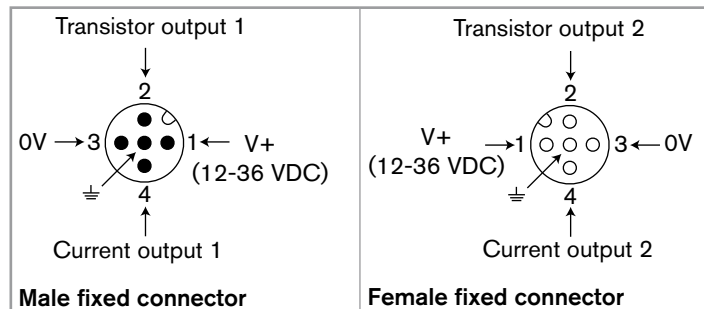 Transistor output 1
2
0V 3 1 V+
(12-36 VDC)
4
Current output 1
Male fixed connector
Transistor output 2
2
V+
(12-36 VDC) 1 3 0V
4
Current output 2
Female fixed connector